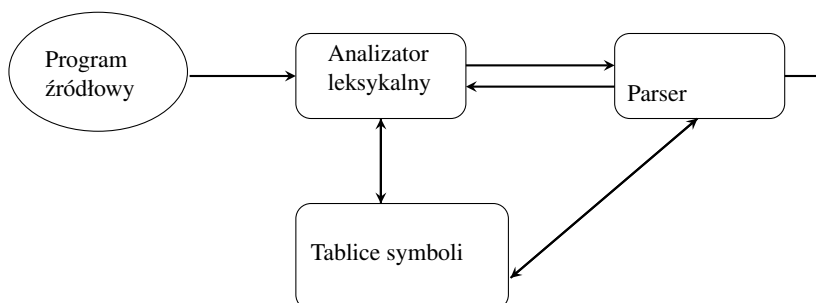 Program
źródłowy
Analizator
leksykalny
Parser
Tablice symboli